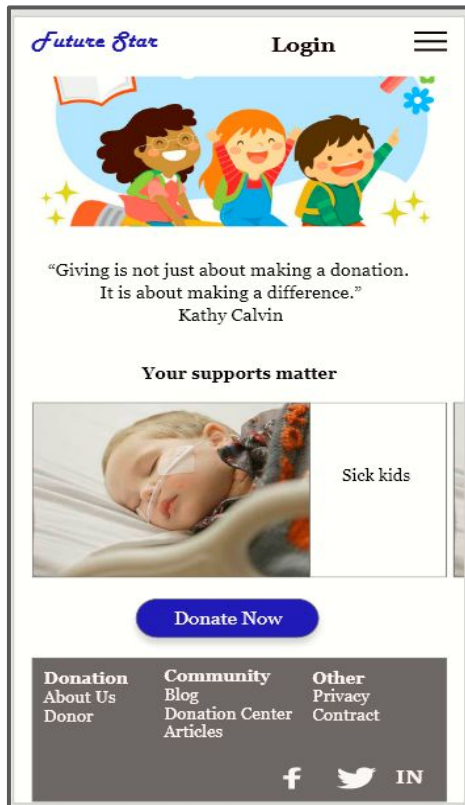 Future Star
Login
“Giving is not just about making a donation.
It is about making a difference.”
Kathy Calvin
Your supports matter
Sick kids
Donate Now
Donation
About Us
Donor
Community
Blog
Donation Center
Articles
Other
Privacy
Contract
IN